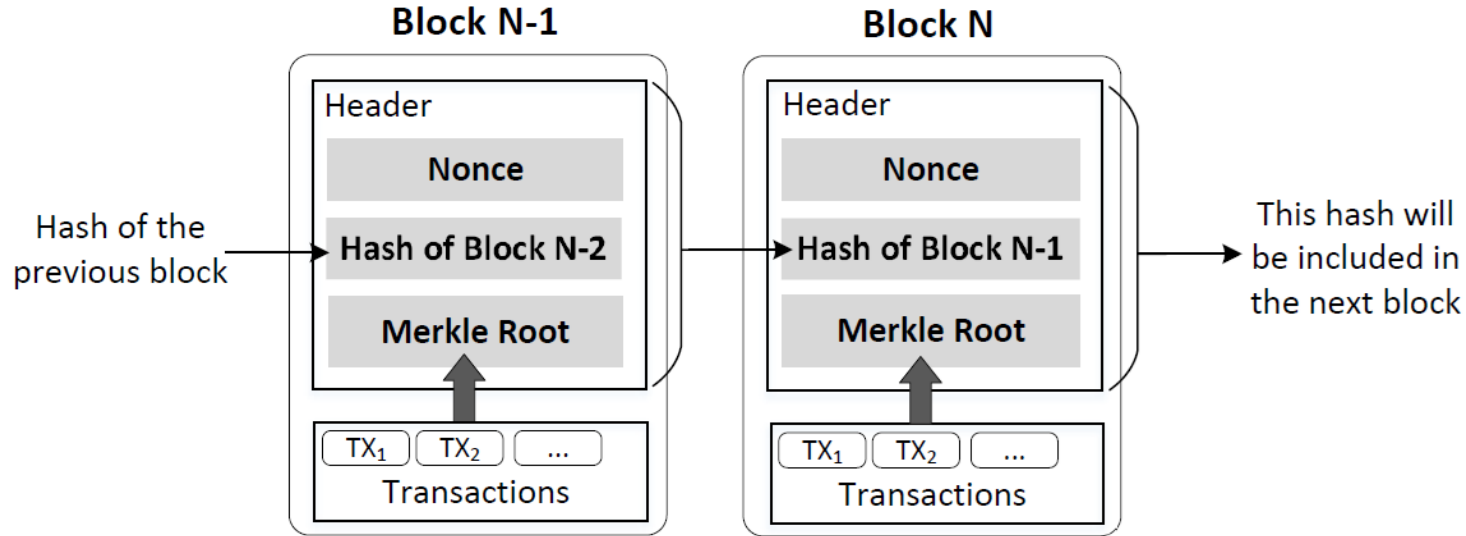 Block N-1
Block N
Hash of the
previous block
Header
Nonce
Hash of Block N-2
Merkle Root
TX₁ TX₂ ...
Transactions
Header
Nonce
Hash of Block N-1
Merkle Root
TX₁ TX₂ ...
Transactions
This hash will
be included in
the next block